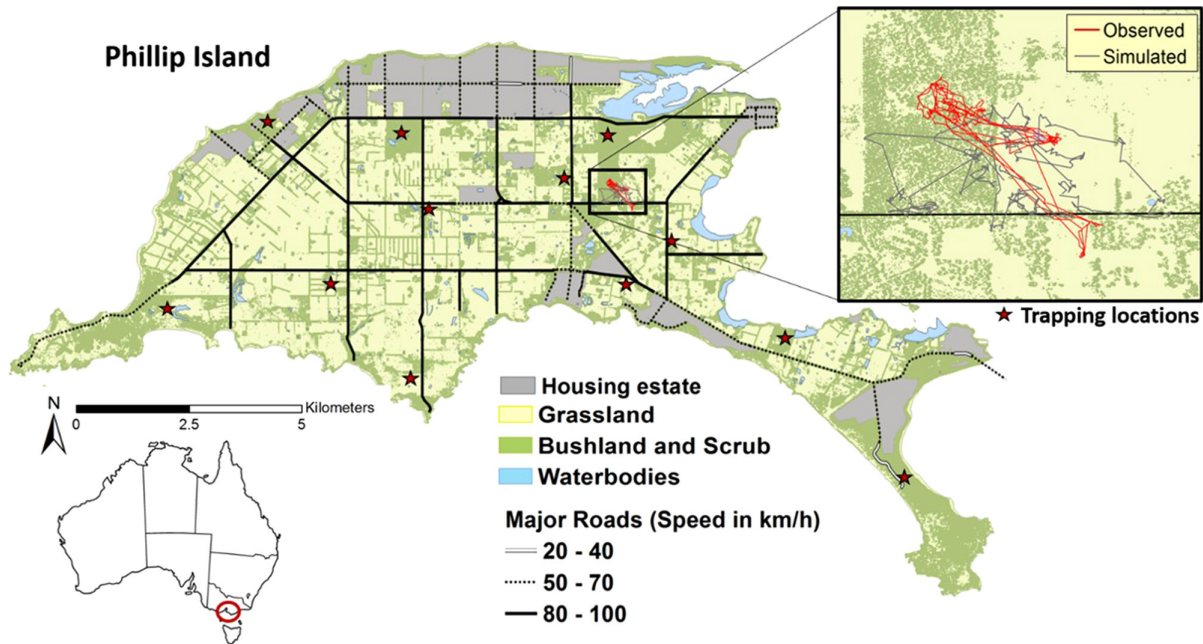 Phillip Island
Observed
Simulated
Trapping locations
N
Kilometers
0 2.5 5
Housing estate
Grassland
Bushland and Scrub
Waterbodies
Major Roads (Speed in km/h)
20 - 40
50 - 70
80 - 100